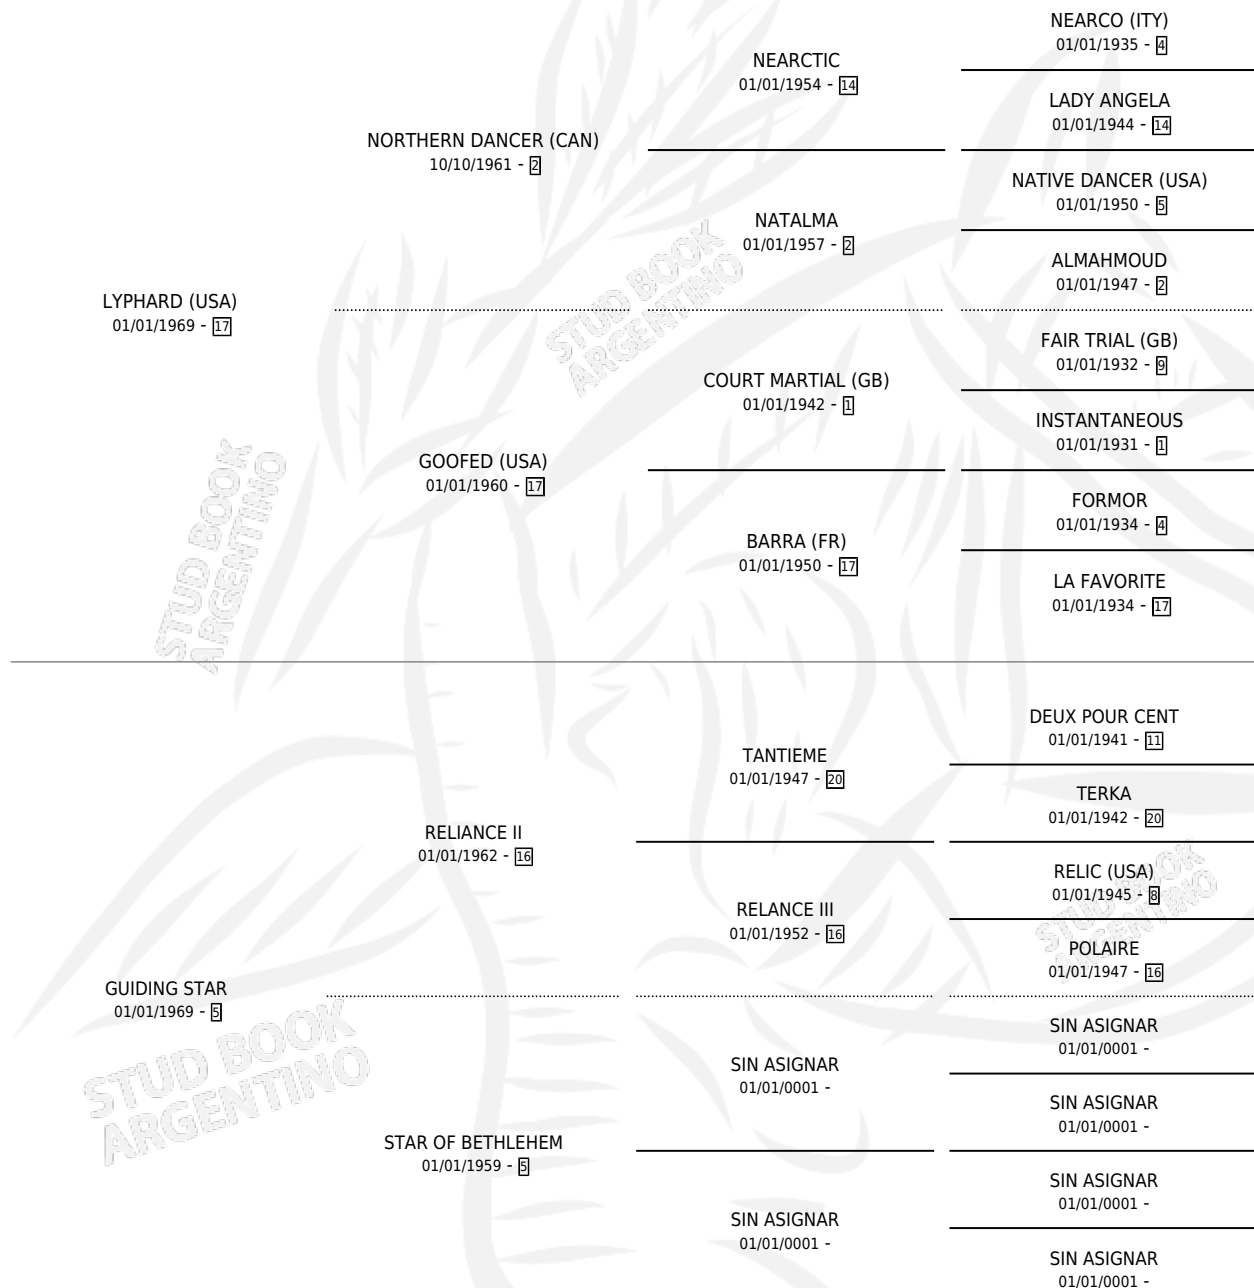 NEARCO (ITY)
01/01/1935 - 4
NEARCTIC
01/01/1954 - 14
LADY ANGELA
01/01/1944 - 14
NORTHERN DANCER (CAN)
10/10/1961 - 2
NATIVE DANCER (USA)
01/01/1950 - 5
NATALMA
01/01/1957 - 2
ALMAHMOUD
01/01/1947 - 2
LYPHARD (USA)
01/01/1969 - 17
STUD BOOK
ARGENTINO
FAIR TRIAL (GB)
01/01/1932 - 9
COURT MARTIAL (GB)
01/01/1942 - 1
INSTANTANEOUS
01/01/1931 - 1
GOOFED (USA)
01/01/1960 - 17
FORMOR
01/01/1934 - 4
BARRA (FR)
01/01/1950 - 17
LA FAVORITE
01/01/1934 - 17
STUD BOOK
ARGENTINO
DEUX POUR CENT
01/01/1941 - 11
TANTIEME
01/01/1947 - 20
TERKA
01/01/1942 - 20
RELIANCE II
01/01/1962 - 16
RELIC (USA)
01/01/1945 - 8
RELANCE III
01/01/1952 - 16
POLAIRE
01/01/1947 - 16
STUD BOOK
ARGENTINO
GUIDING STAR
01/01/1969 - 5
STUD BOOK
ARGENTINO
SIN ASIGNAR
01/01/0001 -
SIN ASIGNAR
01/01/0001 -
SIN ASIGNAR
01/01/0001 -
STAR OF BETHLEHEM
01/01/1959 - 5
SIN ASIGNAR
01/01/0001 -
SIN ASIGNAR
01/01/0001 -
SIN ASIGNAR
01/01/0001 -